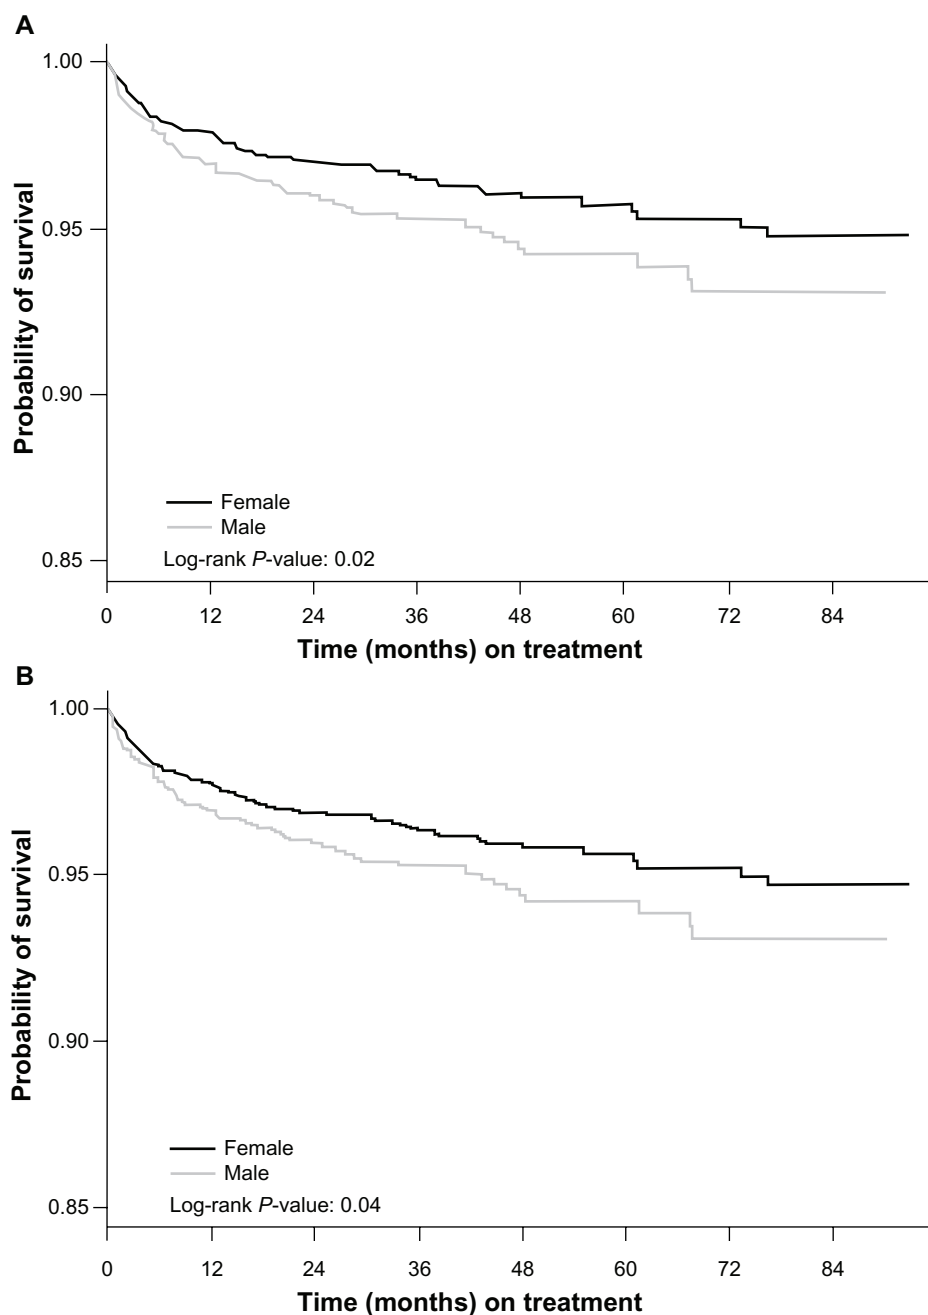 A
Probability of survival
1.00
0.95
0.90
0.85
Female
Male
Log-rank P-value: 0.02
0 12 24 36 48 60 72 84
Time (months) on treatment
B
Probability of survival
1.00
0.95
0.90
0.85
Female
Male
Log-rank P-value: 0.04
0 12 24 36 48 60 72 84
Time (months) on treatment